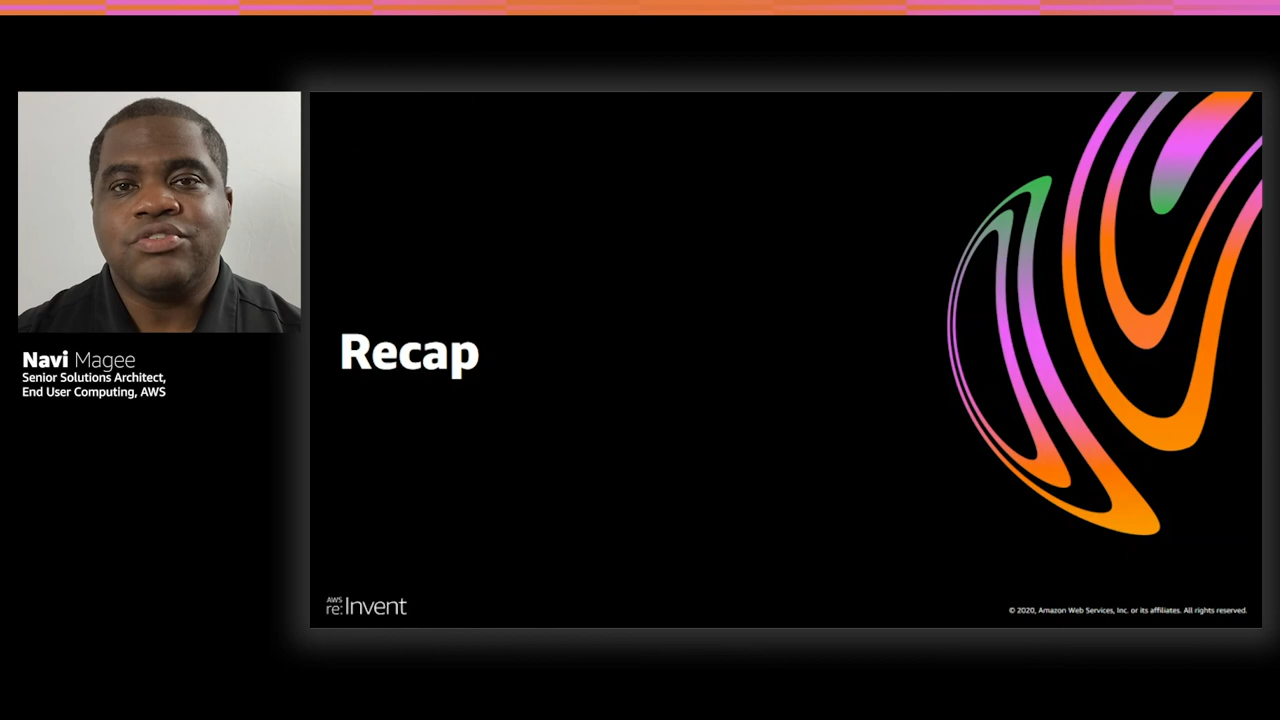 Navi Magee
Senior Solutions Architect,
End User Computing, AWS
Recap
AWS
re:Invent
© 2020, Amazon Web Services, Inc. or its affiliates. All rights reserved.